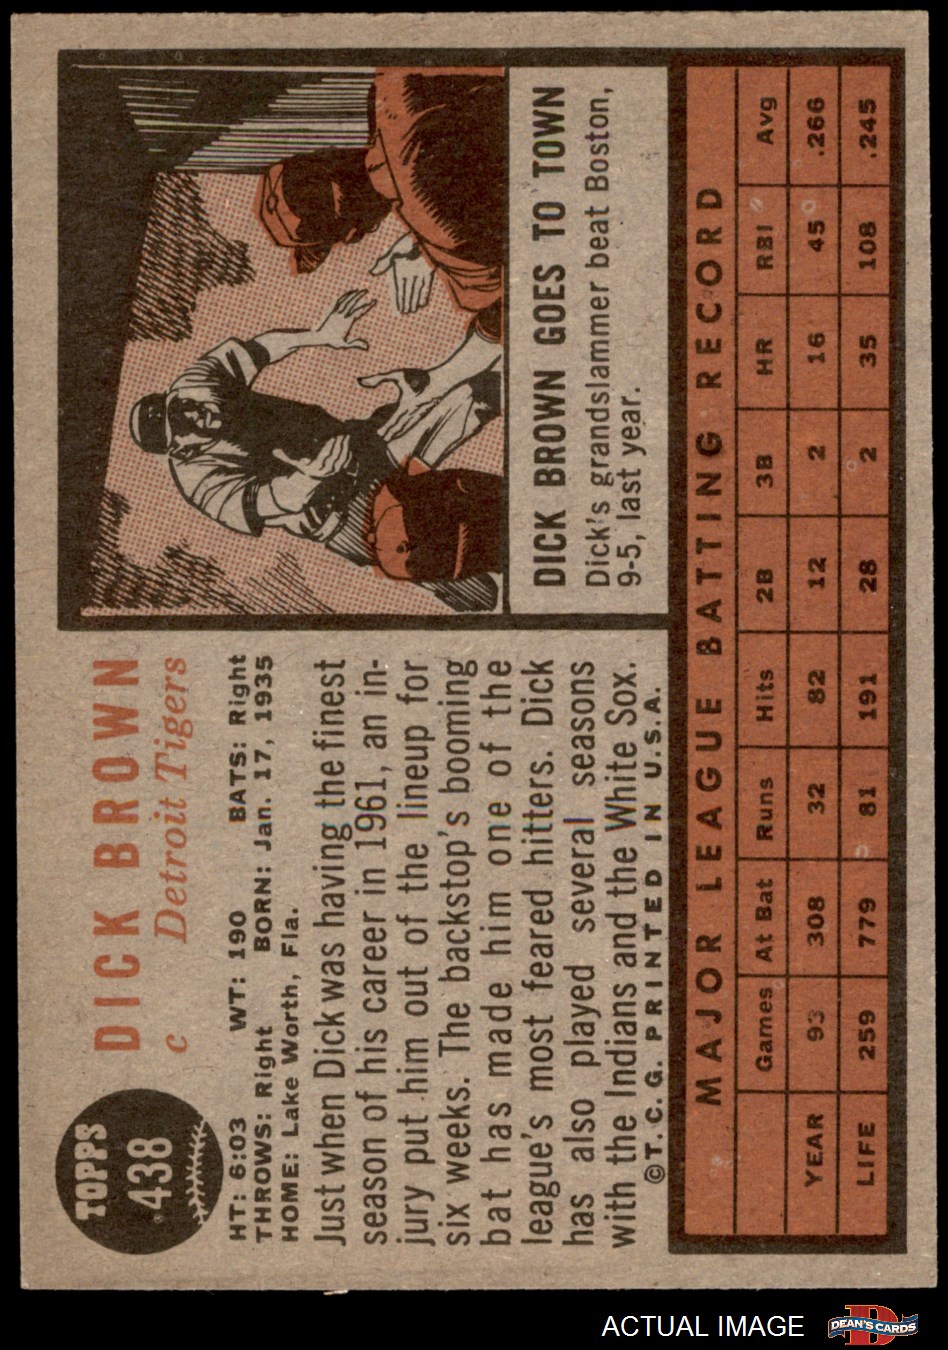 TOPPS
438
DICK BROWN
C Detroit Tigers
HT: 6:03 WT: 190 BATS: Right
THROWS: Right BORN: Jan. 17, 1935
HOME: Lake Worth, Fla.
Just when Dick was having the finest
season of his career in 1961, an in-
jury put him out of the lineup for
six weeks. The backstop's booming
bat has made him one of the
league's most feared hitters. Dick
has also played several seasons
with the Indians and the White Sox.
©T. C. G. PRINTED IN U.S.A.
DICK BROWN GOES TO TOWN
Dick's grandslammer beat Boston,
9-5, last year.
MAJOR LEAGUE BATTING RECORD
Games At Bat Runs Hits 2B 3B HR RBI Avg
YEAR 93 308 32 82 12 2 16 45 .266
LIFE 259 779 81 191 28 2 35 108 .245
ACTUAL IMAGE
DEAN'S CARDS